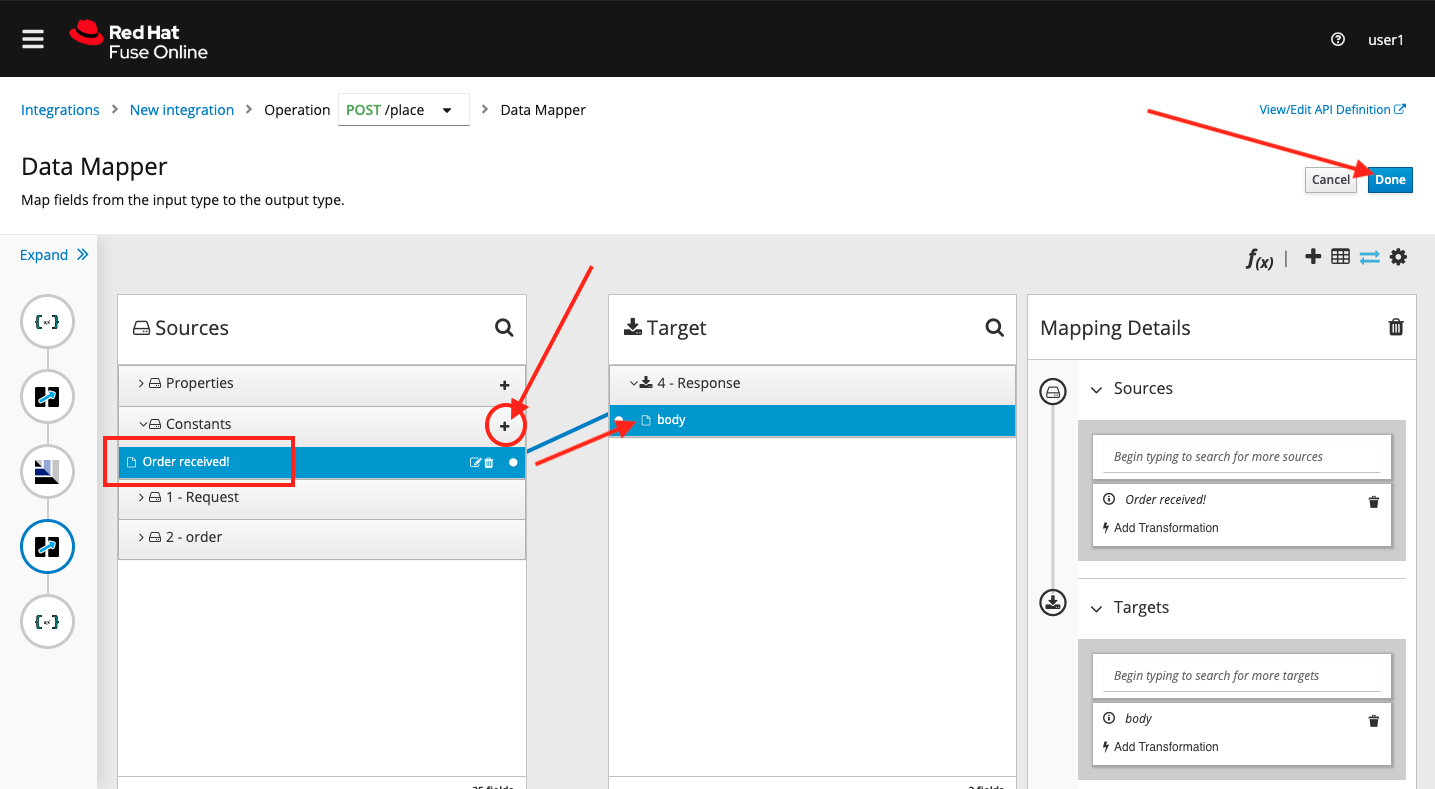 Red Hat
Fuse Online
user1
Integrations
New integration
Operation
POST /place
Data Mapper
View/Edit API Definition
Data Mapper
Map fields from the input type to the output type.
Cancel
Done
Expand
f(x)
Sources
Properties
Constants
Order received!
1 - Request
2 - order
Target
4 - Response
body
Mapping Details
Sources
Begin typing to search for more sources
Order received!
Add Transformation
Targets
Begin typing to search for more targets
body
Add Transformation